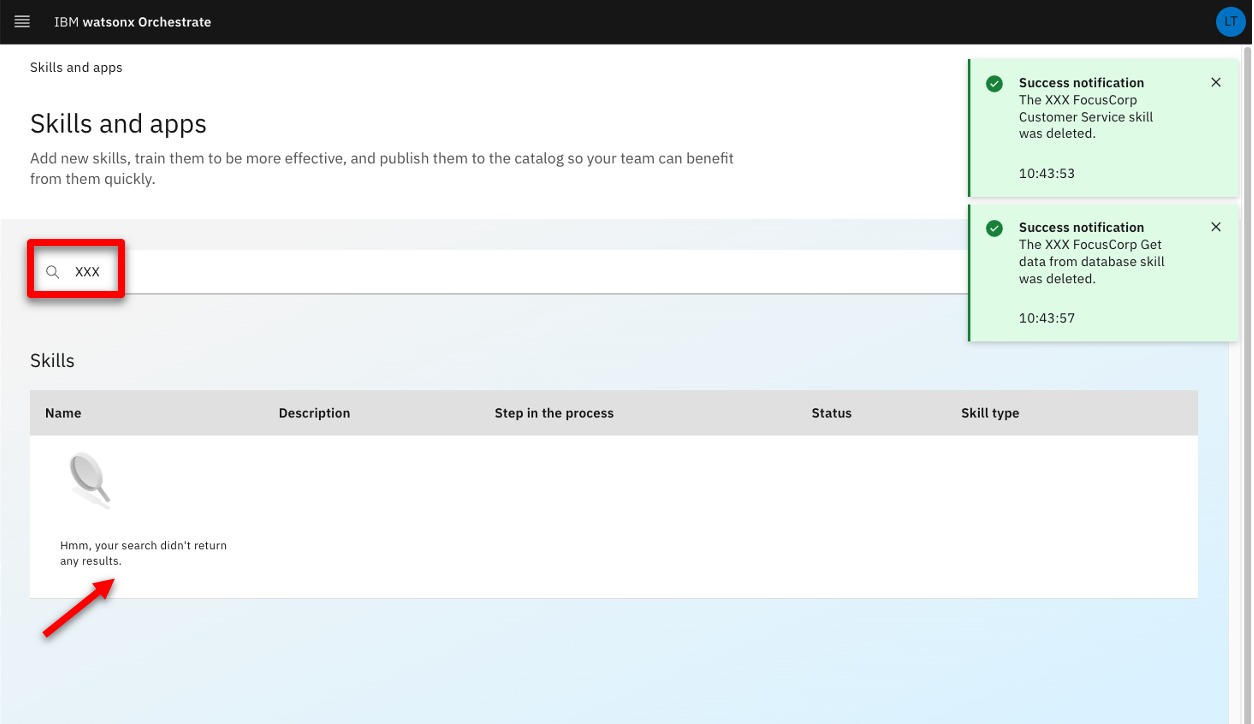 IBM watsonx Orchestrate
LT
Skills and apps
Skills and apps
Add new skills, train them to be more effective, and publish them to the catalog so your team can benefit
from them quickly.
Success notification
The XXX FocusCorp
Customer Service skill
was deleted.
10:43:53
Success notification
The XXX FocusCorp Get
data from database skill
was deleted.
10:43:57
XXX
Skills
Name Description Step in the process Status Skill type
Hmm, your search didn't return
any results.